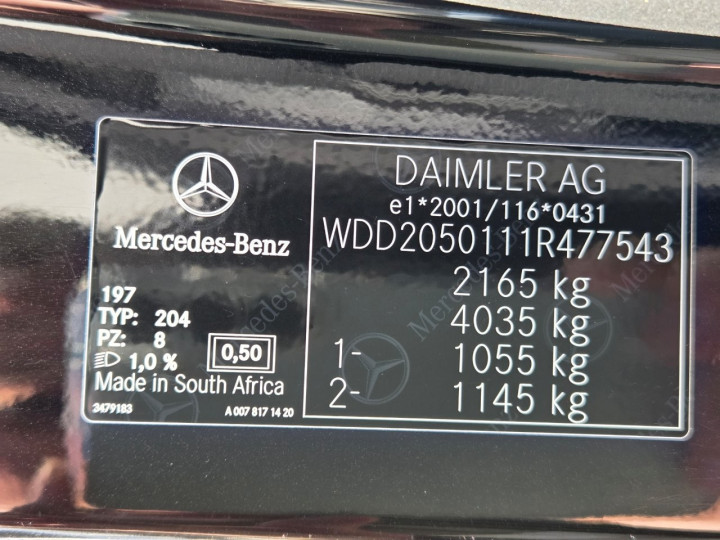 Mercedes-Benz
197
TYP: 204
PZ: 8
1,0 %
0,50
Made in South Africa
3479183
A 007 817 14 20
DAIMLER AG
e1*2001/116*0431
WDD2050111R477543
2165 kg
4035 kg
1- 1055 kg
2- 1145 kg